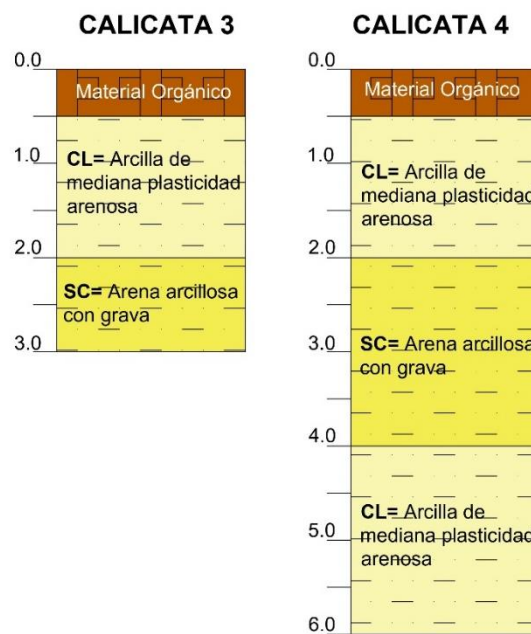 CALICATA 3
0.0
Material Orgánico
1.0
CL= Arcilla de
mediana plasticidad
arenosa
2.0
SC= Arena arcillosa
con grava
3.0
CALICATA 4
0.0
Material Orgánico
1.0
CL= Arcilla de
mediana plasticidad
arenosa
2.0
3.0
SC= Arena arcillosa
con grava
4.0
CL= Arcilla de
5.0
mediana plasticidad
arenosa
6.0